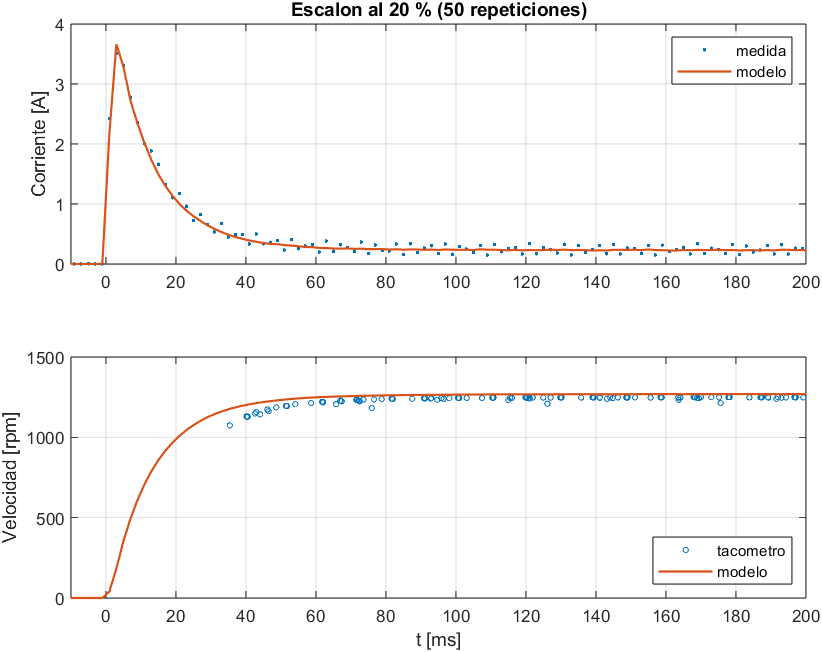 Escalon al 20 % (50 repeticiones)
4
3
2
1
0
Corriente [A]
medida
modelo
0 20 40 60 80 100 120 140 160 180 200
1500
1000
500
0
Velocidad [rpm]
tacometro
modelo
0 20 40 60 80 100 120 140 160 180 200
t [ms]